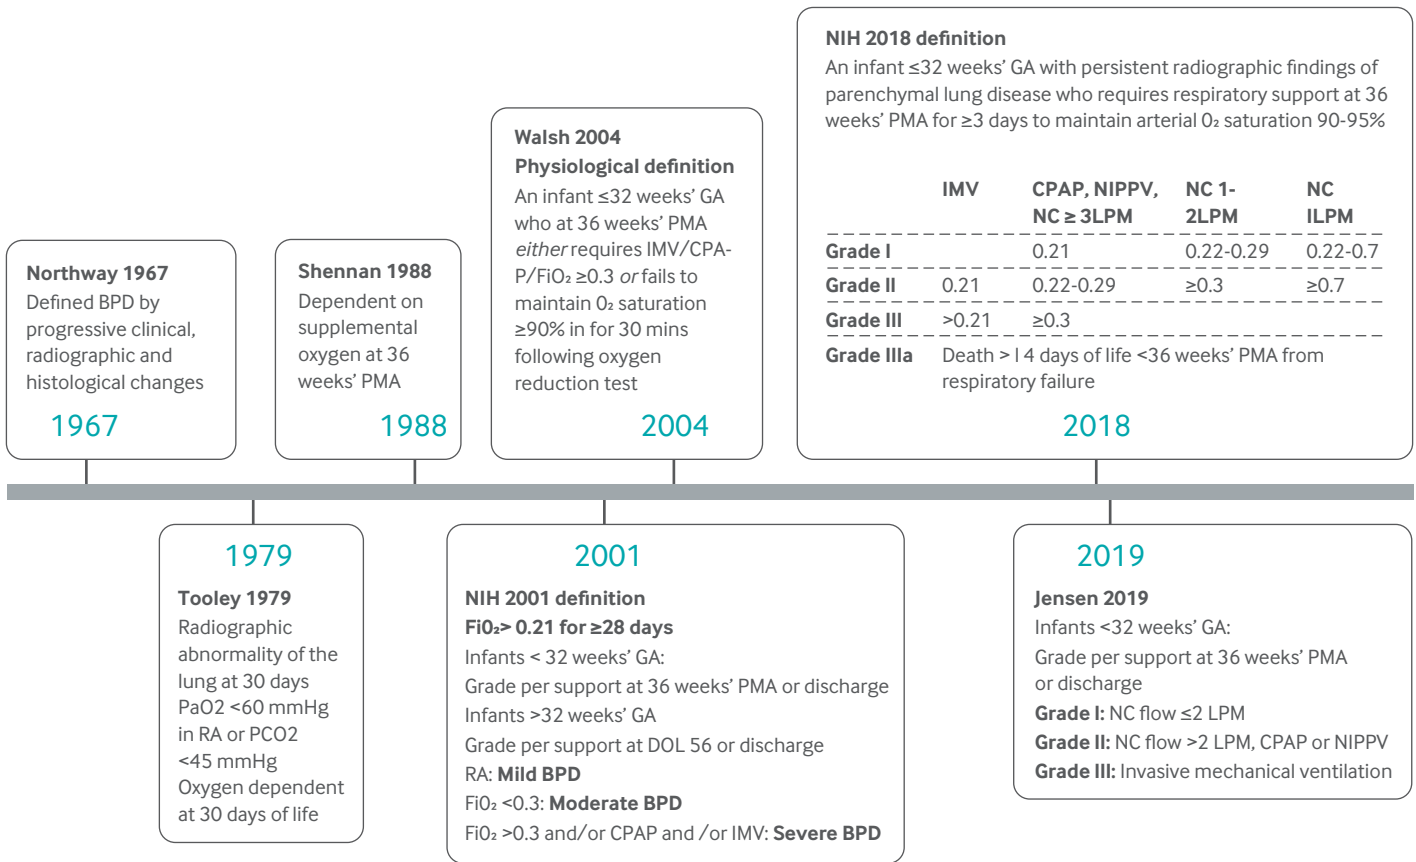 Northway 1967
Defined BPD by
progressive clinical,
radiographic and
histological changes
1967
Shennan 1988
Dependent on
supplemental
oxygen at 36
weeks' PMA
1988
Walsh 2004
Physiological definition
An infant ≤32 weeks' GA
who at 36 weeks' PMA
either requires IMV/CPA-
P/FiO₂ ≥0.3 or fails to
maintain 0₂ saturation
≥90% in for 30 mins
following oxygen
reduction test
2004
NIH 2018 definition
An infant ≤32 weeks' GA with persistent radiographic findings of
parenchymal lung disease who requires respiratory support at 36
weeks' PMA for ≥3 days to maintain arterial 0₂ saturation 90-95%
IMV CPAP, NIPPV, NC 1- NC
NC ≥ 3LPM 2LPM ILPM
Grade I 0.21 0.22-0.29 0.22-0.7
Grade II 0.21 0.22-0.29 ≥0.3 ≥0.7
Grade III >0.21 ≥0.3
Grade IIIa Death > I 4 days of life <36 weeks' PMA from
respiratory failure
2018
1979
Tooley 1979
Radiographic
abnormality of the
lung at 30 days
PaO2 <60 mmHg
in RA or PCO2
<45 mmHg
Oxygen dependent
at 30 days of life
2001
NIH 2001 definition
Fi0₂> 0.21 for ≥28 days
Infants < 32 weeks' GA:
Grade per support at 36 weeks' PMA or discharge
Infants >32 weeks' GA
Grade per support at DOL 56 or discharge
RA: Mild BPD
Fi0₂ <0.3: Moderate BPD
Fi0₂ >0.3 and/or CPAP and /or IMV: Severe BPD
2019
Jensen 2019
Infants <32 weeks' GA:
Grade per support at 36 weeks' PMA
or discharge
Grade I: NC flow ≤2 LPM
Grade II: NC flow >2 LPM, CPAP or NIPPV
Grade III: Invasive mechanical ventilation